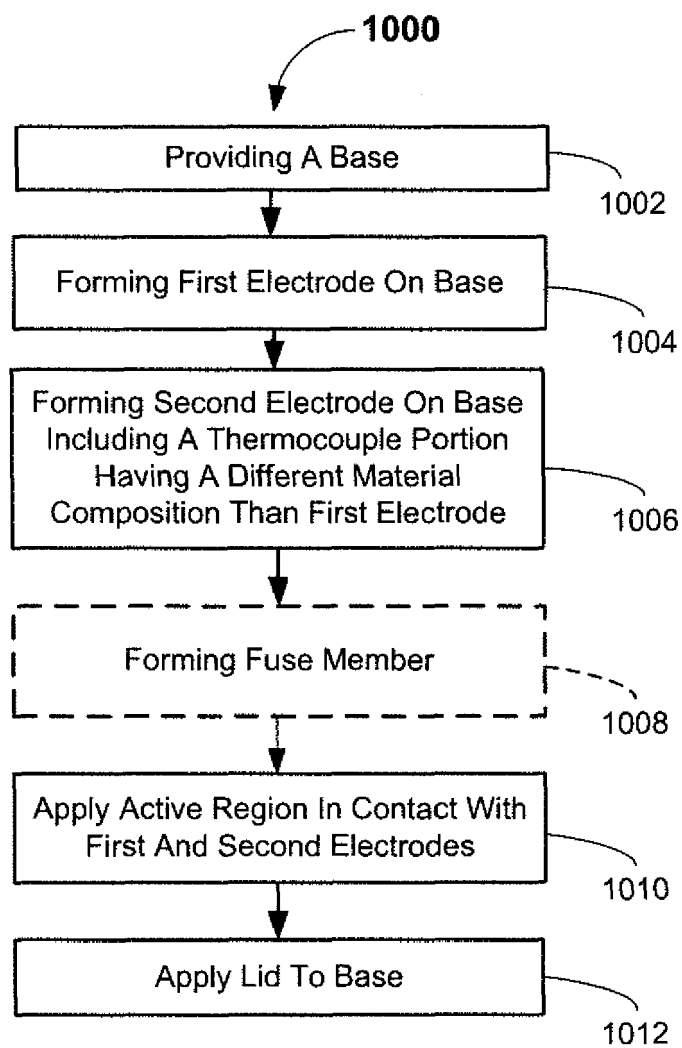 1000
Providing A Base
1002
Forming First Electrode On Base
1004
Forming Second Electrode On Base
Including A Thermocouple Portion
Having A Different Material
Composition Than First Electrode
1006
Forming Fuse Member
1008
Apply Active Region In Contact With
First And Second Electrodes
1010
Apply Lid To Base
1012